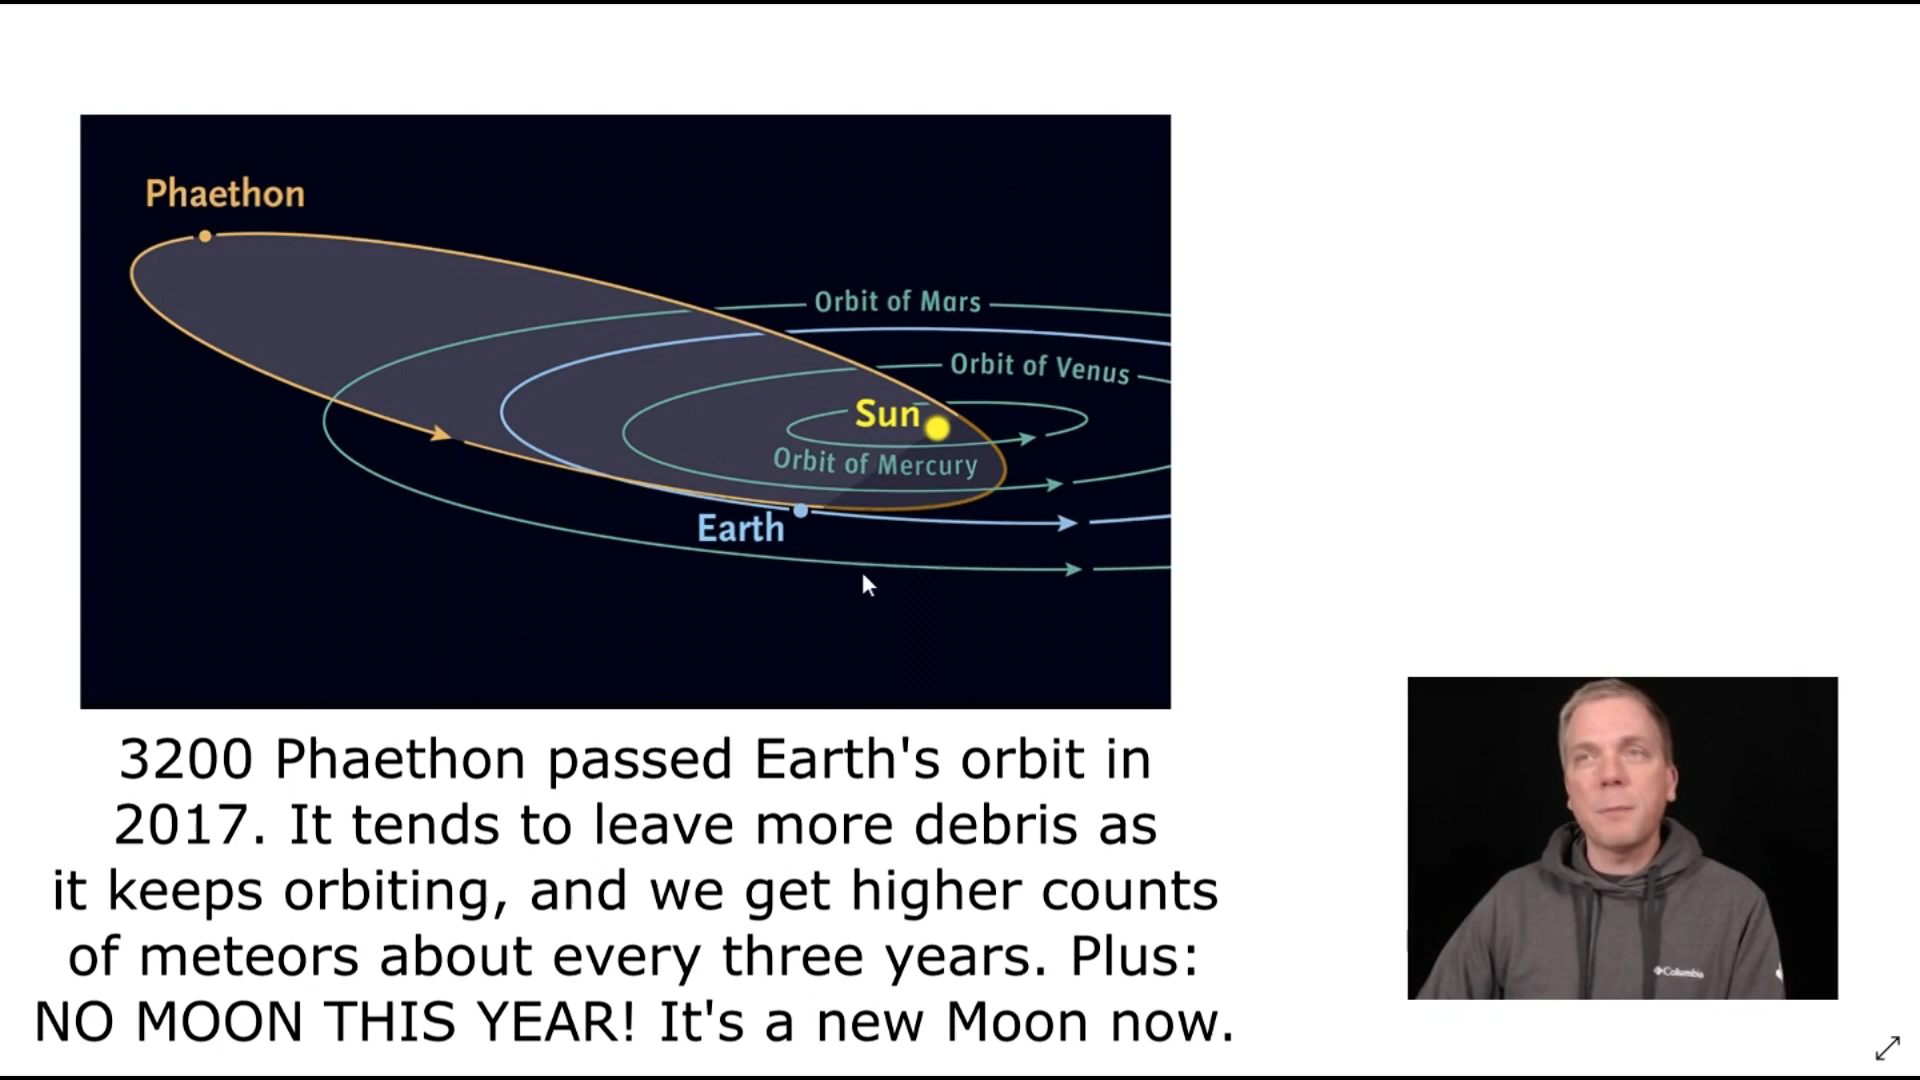 Phaethon
Orbit of Mars
Orbit of Venus
Sun
Orbit of Mercury
Earth
3200 Phaethon passed Earth's orbit in
2017. It tends to leave more debris as
it keeps orbiting, and we get higher counts
of meteors about every three years. Plus:
NO MOON THIS YEAR! It's a new Moon now.
Columbia